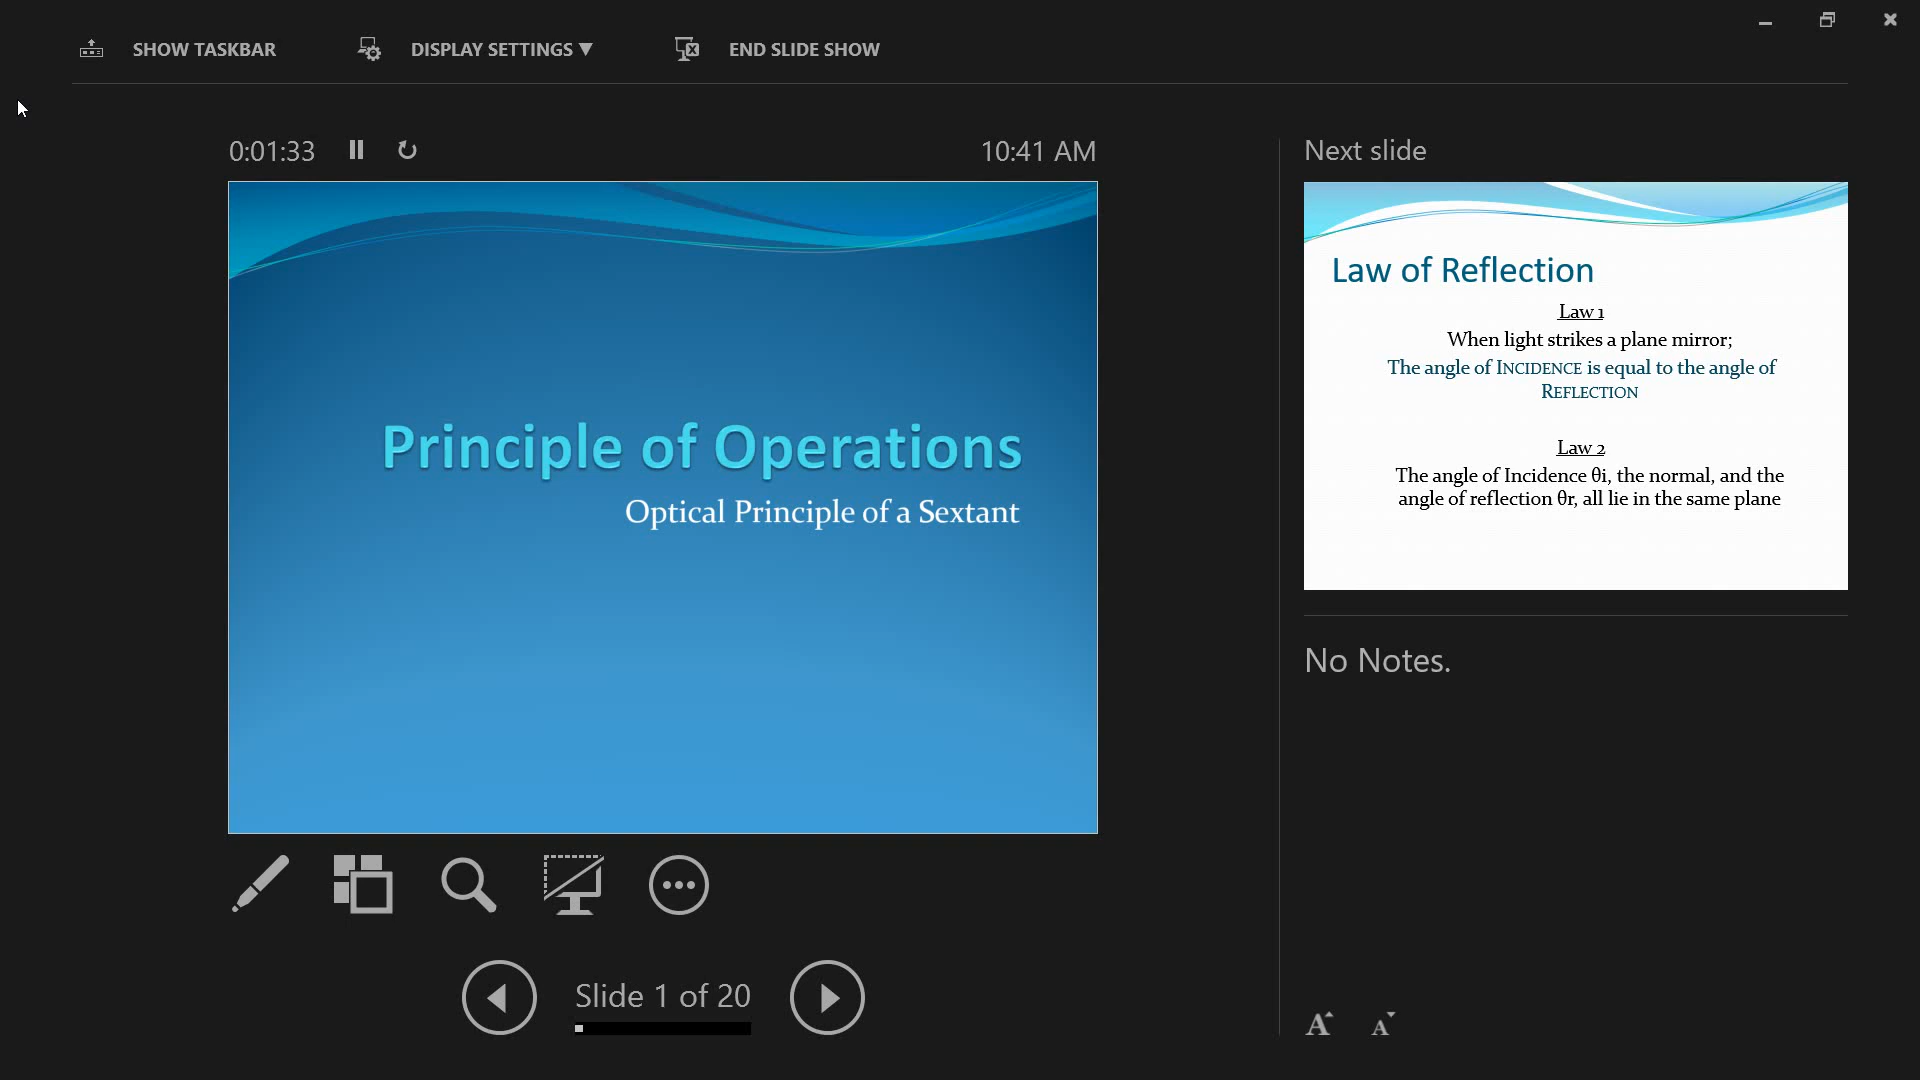 SHOW TASKBAR
DISPLAY SETTINGS ▼
END SLIDE SHOW
0:01:33
10:41 AM
Principle of Operations
Optical Principle of a Sextant
Slide 1 of 20
Next slide
Law of Reflection
Law 1
When light strikes a plane mirror;
The angle of INCIDENCE is equal to the angle of
REFLECTION
Law 2
The angle of Incidence θi, the normal, and the
angle of reflection θr, all lie in the same plane
No Notes.
A A